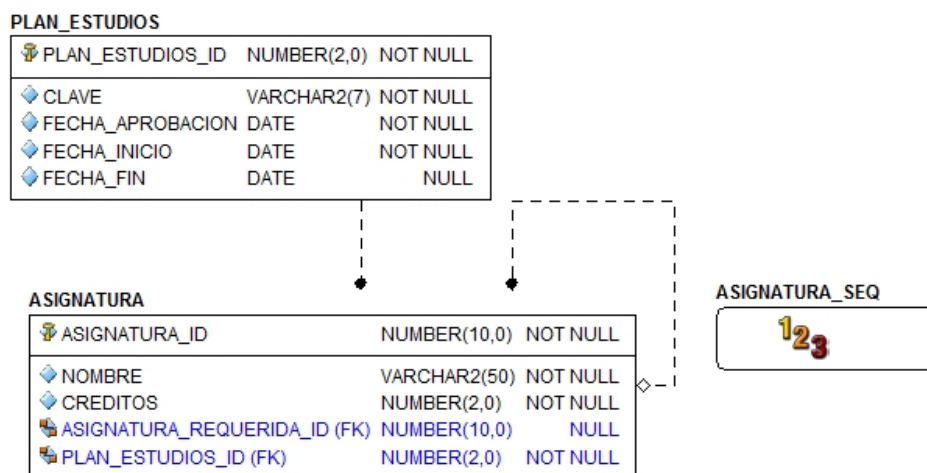 PLAN_ESTUDIOS
PLAN_ESTUDIOS_ID NUMBER(2,0) NOT NULL
CLAVE VARCHAR2(7) NOT NULL
FECHA_APROBACION DATE NOT NULL
FECHA_INICIO DATE NOT NULL
FECHA_FIN DATE NULL
ASIGNATURA
ASIGNATURA_ID NUMBER(10,0) NOT NULL
NOMBRE VARCHAR2(50) NOT NULL
CREDITOS NUMBER(2,0) NOT NULL
ASIGNATURA_REQUERIDA_ID (FK) NUMBER(10,0) NULL
PLAN_ESTUDIOS_ID (FK) NUMBER(2,0) NOT NULL
ASIGNATURA_SEQ
123